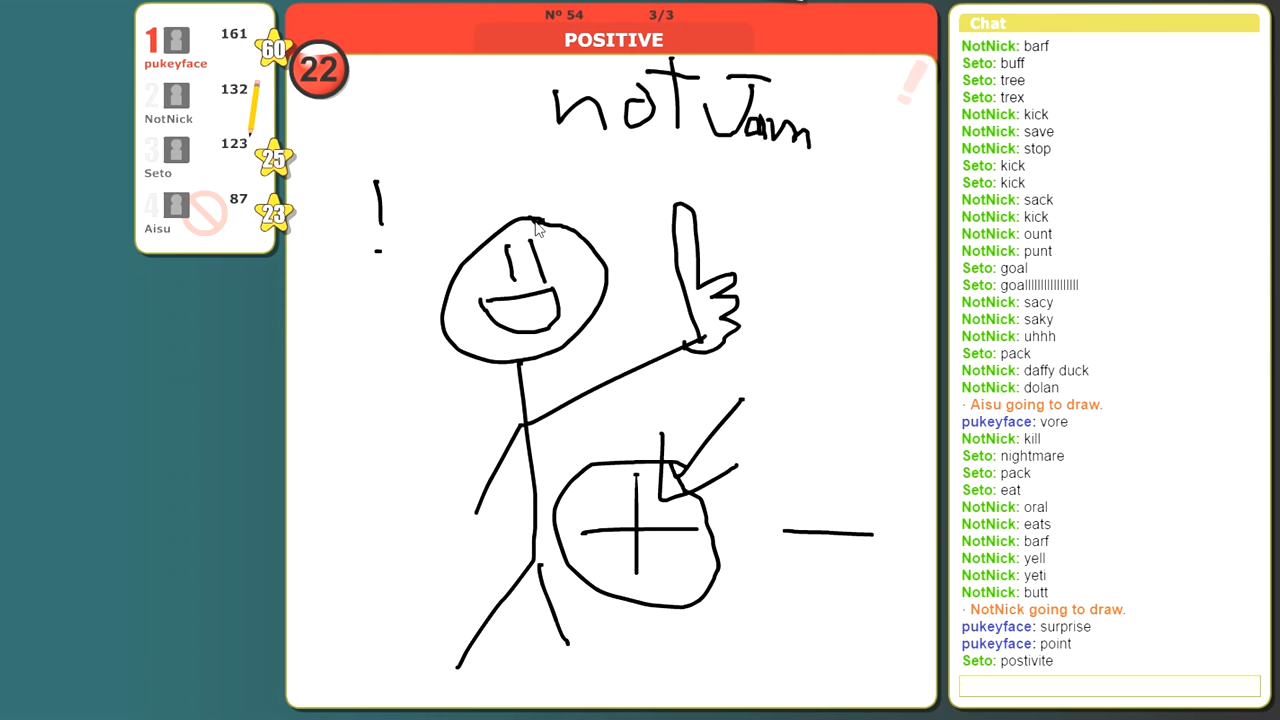 Nº 54 3/3
POSITIVE
22
1 161 60
pukeyface
2 132
NotNick
3 123 25
Seto
4 87 23
Aisu
not Jam
!
!
Chat
NotNick: barf
Seto: buff
Seto: tree
Seto: trex
NotNick: kick
NotNick: save
NotNick: stop
Seto: kick
Seto: kick
NotNick: sack
NotNick: kick
NotNick: ount
NotNick: punt
Seto: goal
Seto: goalllllllllllllllll
NotNick: sacy
NotNick: saky
NotNick: uhhh
Seto: pack
NotNick: daffy duck
NotNick: dolan
· Aisu going to draw.
pukeyface: vore
NotNick: kill
Seto: nightmare
Seto: pack
Seto: eat
NotNick: oral
NotNick: eats
NotNick: barf
NotNick: yell
NotNick: yeti
NotNick: butt
· NotNick going to draw.
pukeyface: surprise
pukeyface: point
Seto: postivite